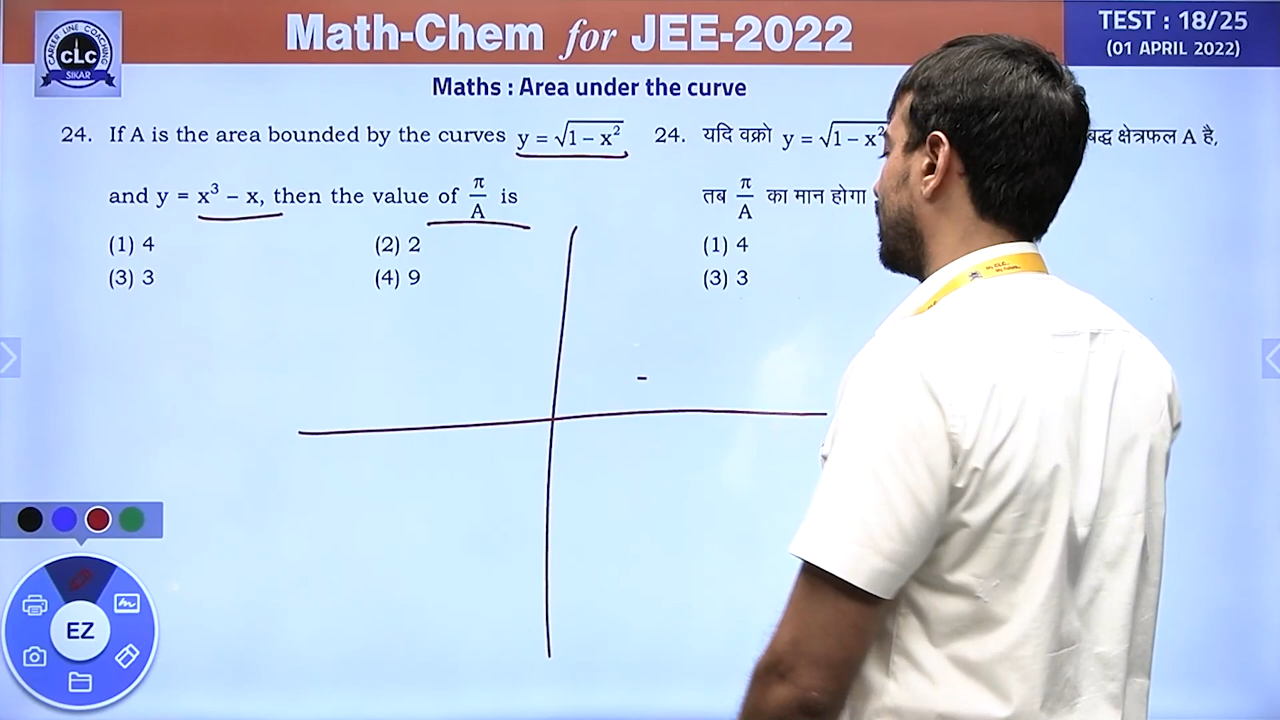 Math-Chem for JEE-2022
TEST : 18/25
(01 APRIL 2022)
CAREER LINE COACHING
CLC
SIKAR
Maths : Area under the curve
24. If A is the area bounded by the curves y = √(1 – x²)
and y = x³ – x, then the value of π/A is
(1) 4 (2) 2
(3) 3 (4) 9
24. यदि वक्रो y = √(1 – x²) बद्ध क्षेत्रफल A है,
तब π/A का मान होगा
(1) 4
(3) 3
EZ